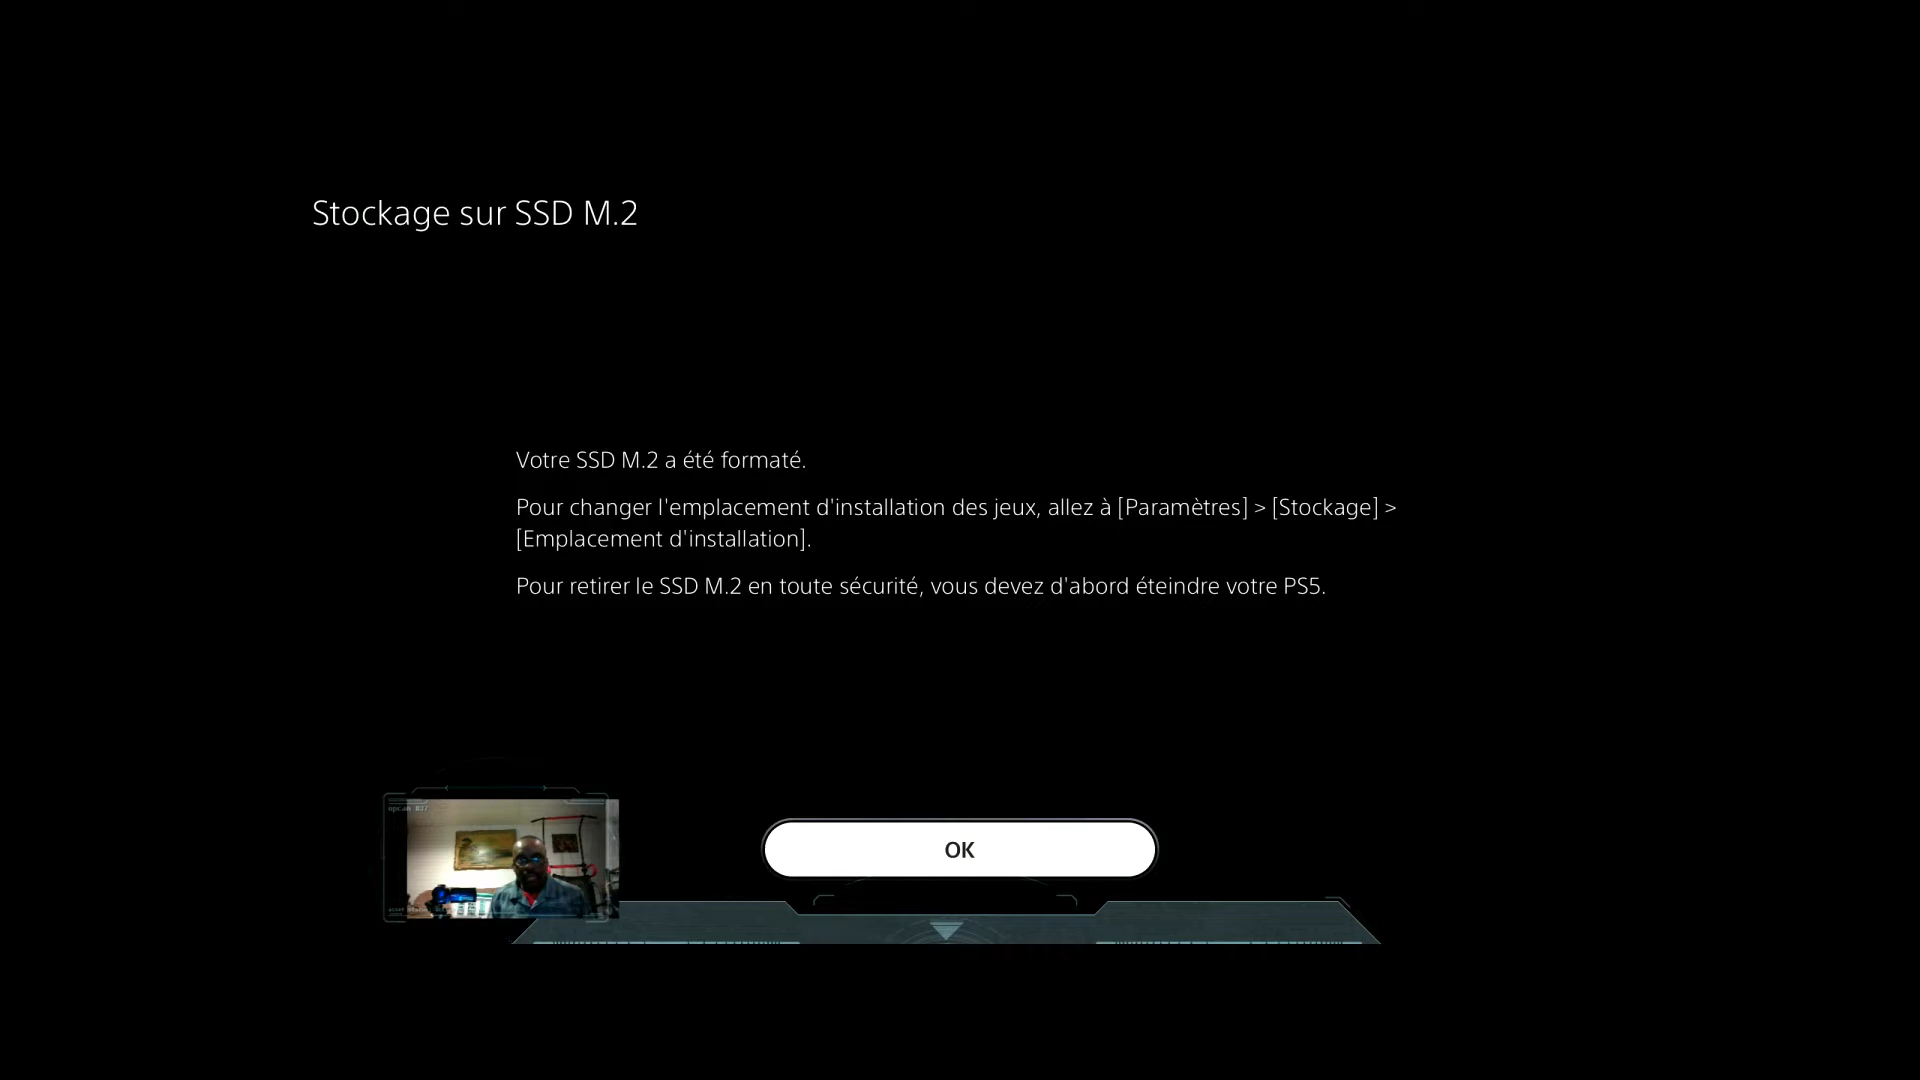 Stockage sur SSD M.2
Votre SSD M.2 a été formaté.
Pour changer l'emplacement d'installation des jeux, allez à [Paramètres] > [Stockage] >
[Emplacement d'installation].
Pour retirer le SSD M.2 en toute sécurité, vous devez d'abord éteindre votre PS5.
OK